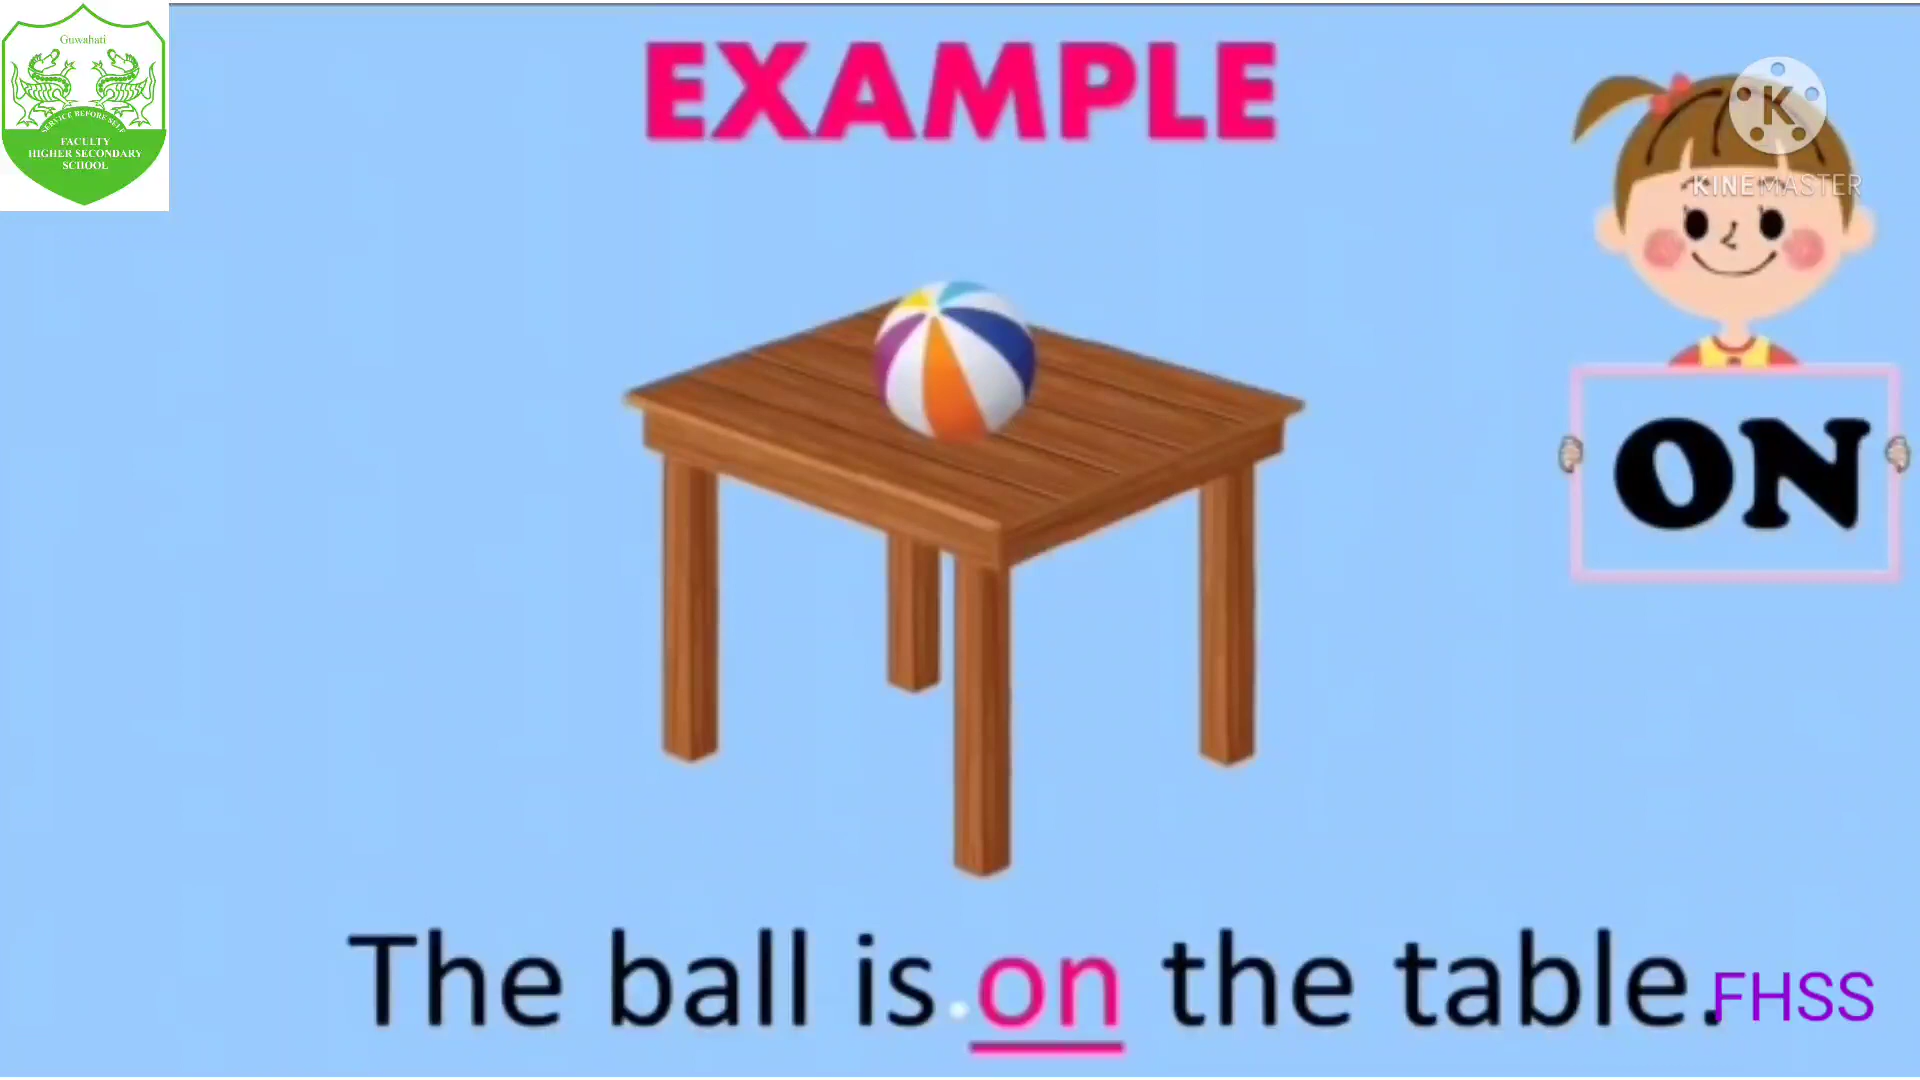 Guwahati
SERVICE BEFORE SELF
FACULTY
HIGHER SECONDARY
SCHOOL
EXAMPLE
K
KINEMASTER
ON
The ball is on the table.
FHSS